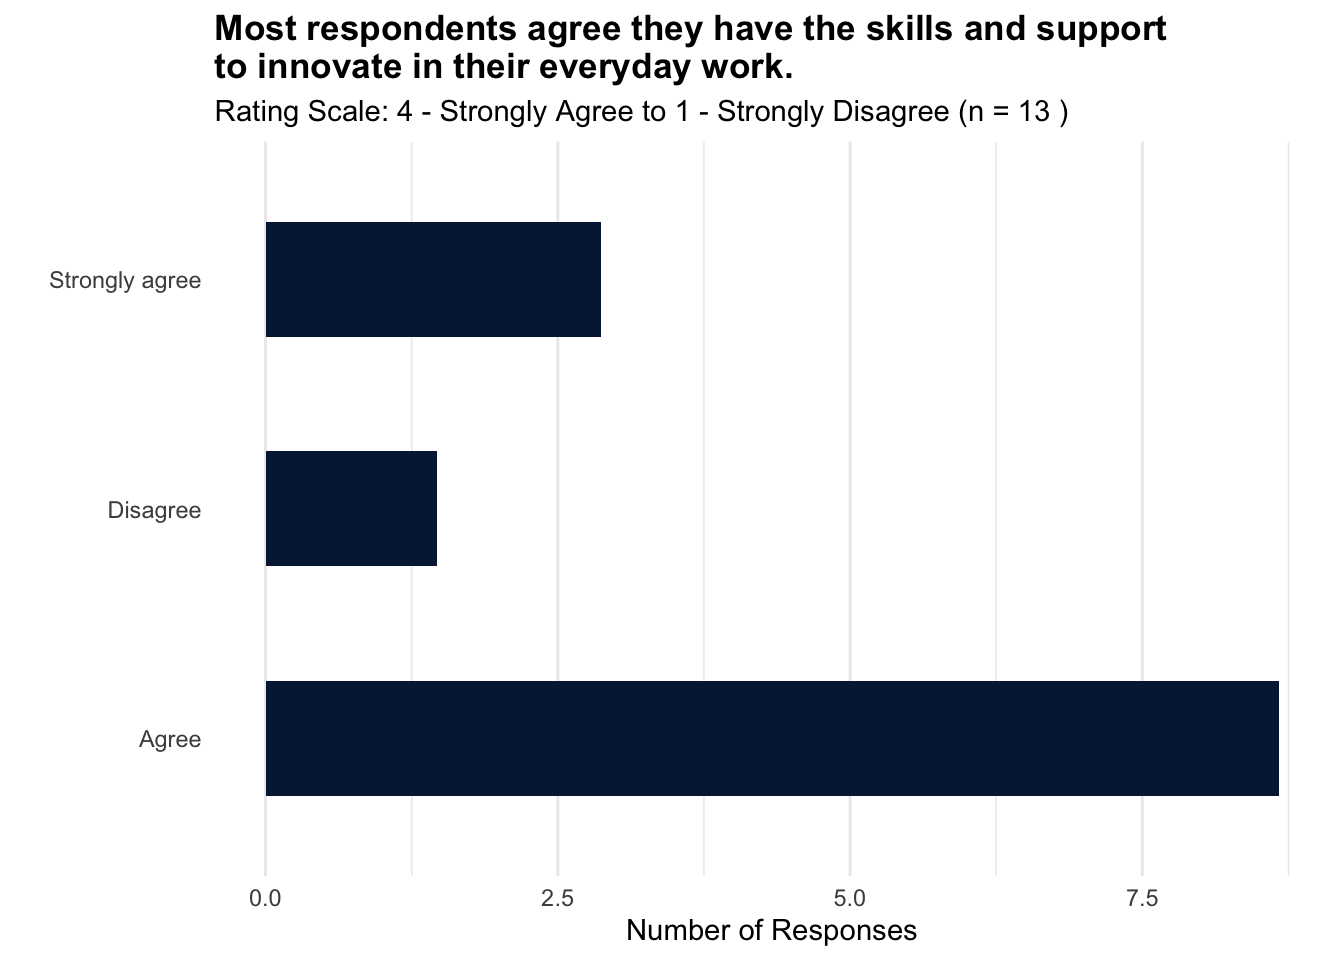 Most respondents agree they have the skills and support
to innovate in their everyday work.
Rating Scale: 4 - Strongly Agree to 1 - Strongly Disagree (n = 13 )
Strongly agree
Disagree
Agree
0.0 2.5 5.0 7.5
Number of Responses